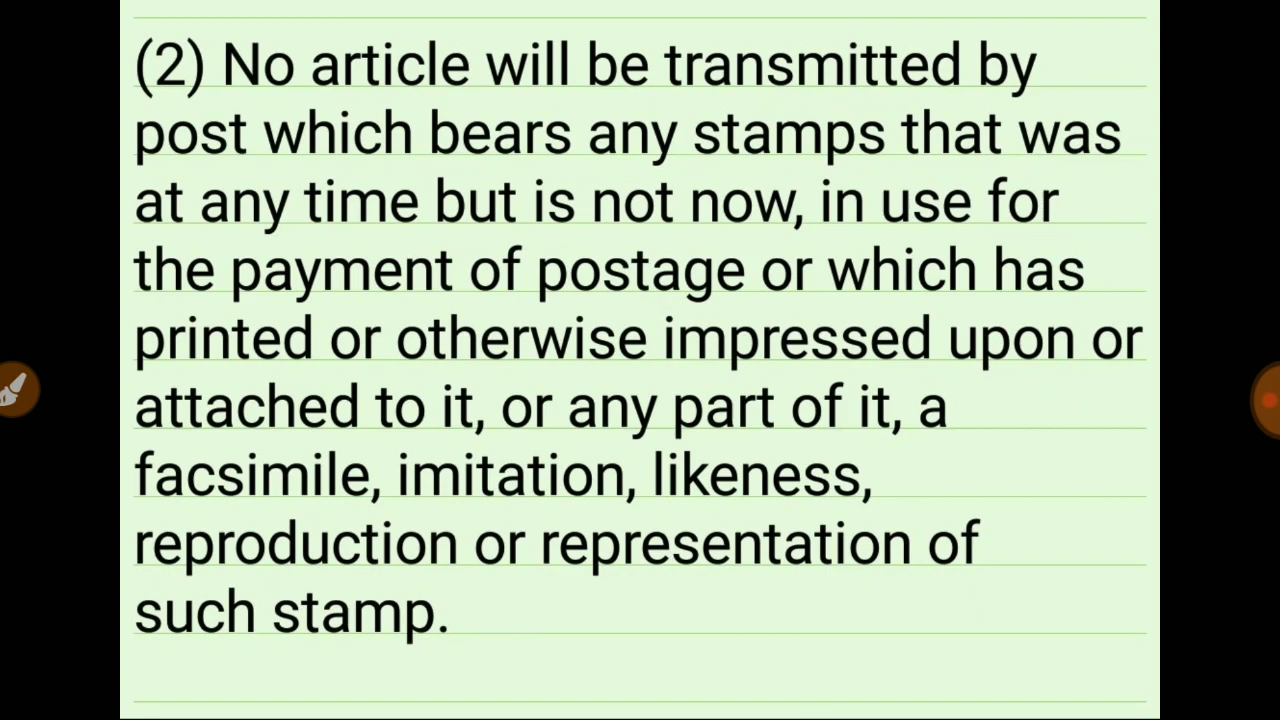 (2) No article will be transmitted by
post which bears any stamps that was
at any time but is not now, in use for
the payment of postage or which has
printed or otherwise impressed upon or
attached to it, or any part of it, a
facsimile, imitation, likeness,
reproduction or representation of
such stamp.